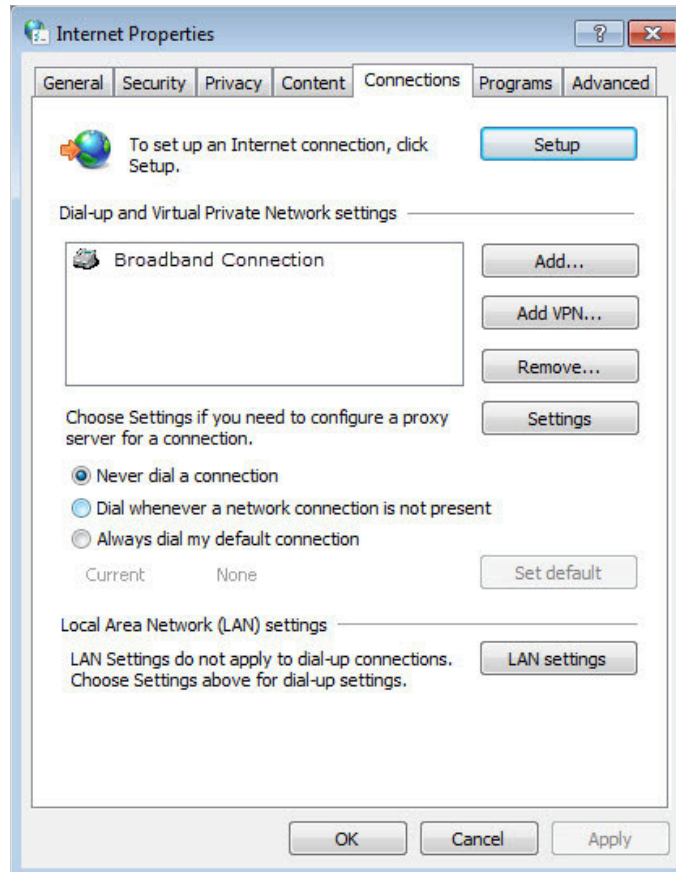 Internet Properties
General Security Privacy Content Connections Programs Advanced
To set up an Internet connection, click
Setup.
Setup
Dial-up and Virtual Private Network settings
Broadband Connection
Add...
Add VPN...
Remove...
Choose Settings if you need to configure a proxy
server for a connection.
Settings
Never dial a connection
Dial whenever a network connection is not present
Always dial my default connection
Current None
Set default
Local Area Network (LAN) settings
LAN Settings do not apply to dial-up connections.
Choose Settings above for dial-up settings.
LAN settings
OK Cancel Apply